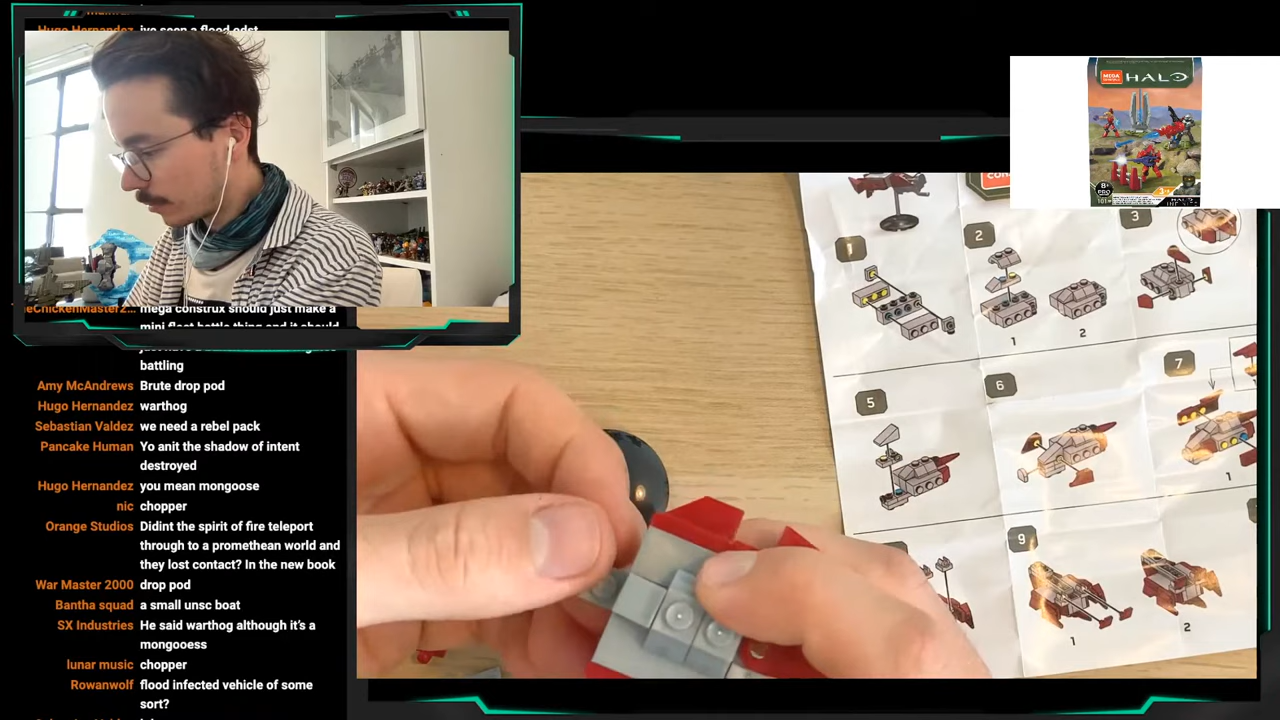 Hugo Hernandez ive seen a flood odst
mega construx should just make a
mini fleet battle thing and it should
battling
Amy McAndrews Brute drop pod
Hugo Hernandez warthog
Sebastian Valdez we need a rebel pack
Pancake Human Yo anit the shadow of intent
destroyed
Hugo Hernandez you mean mongoose
nic chopper
Orange Studios Didint the spirit of fire teleport
through to a promethean world and
they lost contact? In the new book
War Master 2000 drop pod
Bantha squad a small unsc boat
SX Industries He said warthog although it's a
mongooess
lunar music chopper
Rowanwolf flood infected vehicle of some
sort?
MEGA
HALO
8+
PRO
1
2
3
1
2
5
6
7
1
9
1
2